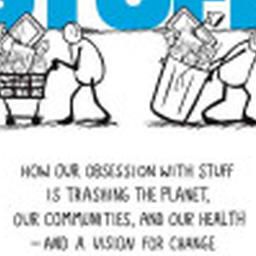 STUFF
HOW OUR OBSESSION WITH STUFF
IS TRASHING THE PLANET,
OUR COMMUNITIES, AND OUR HEALTH
—AND A VISION FOR CHANGE